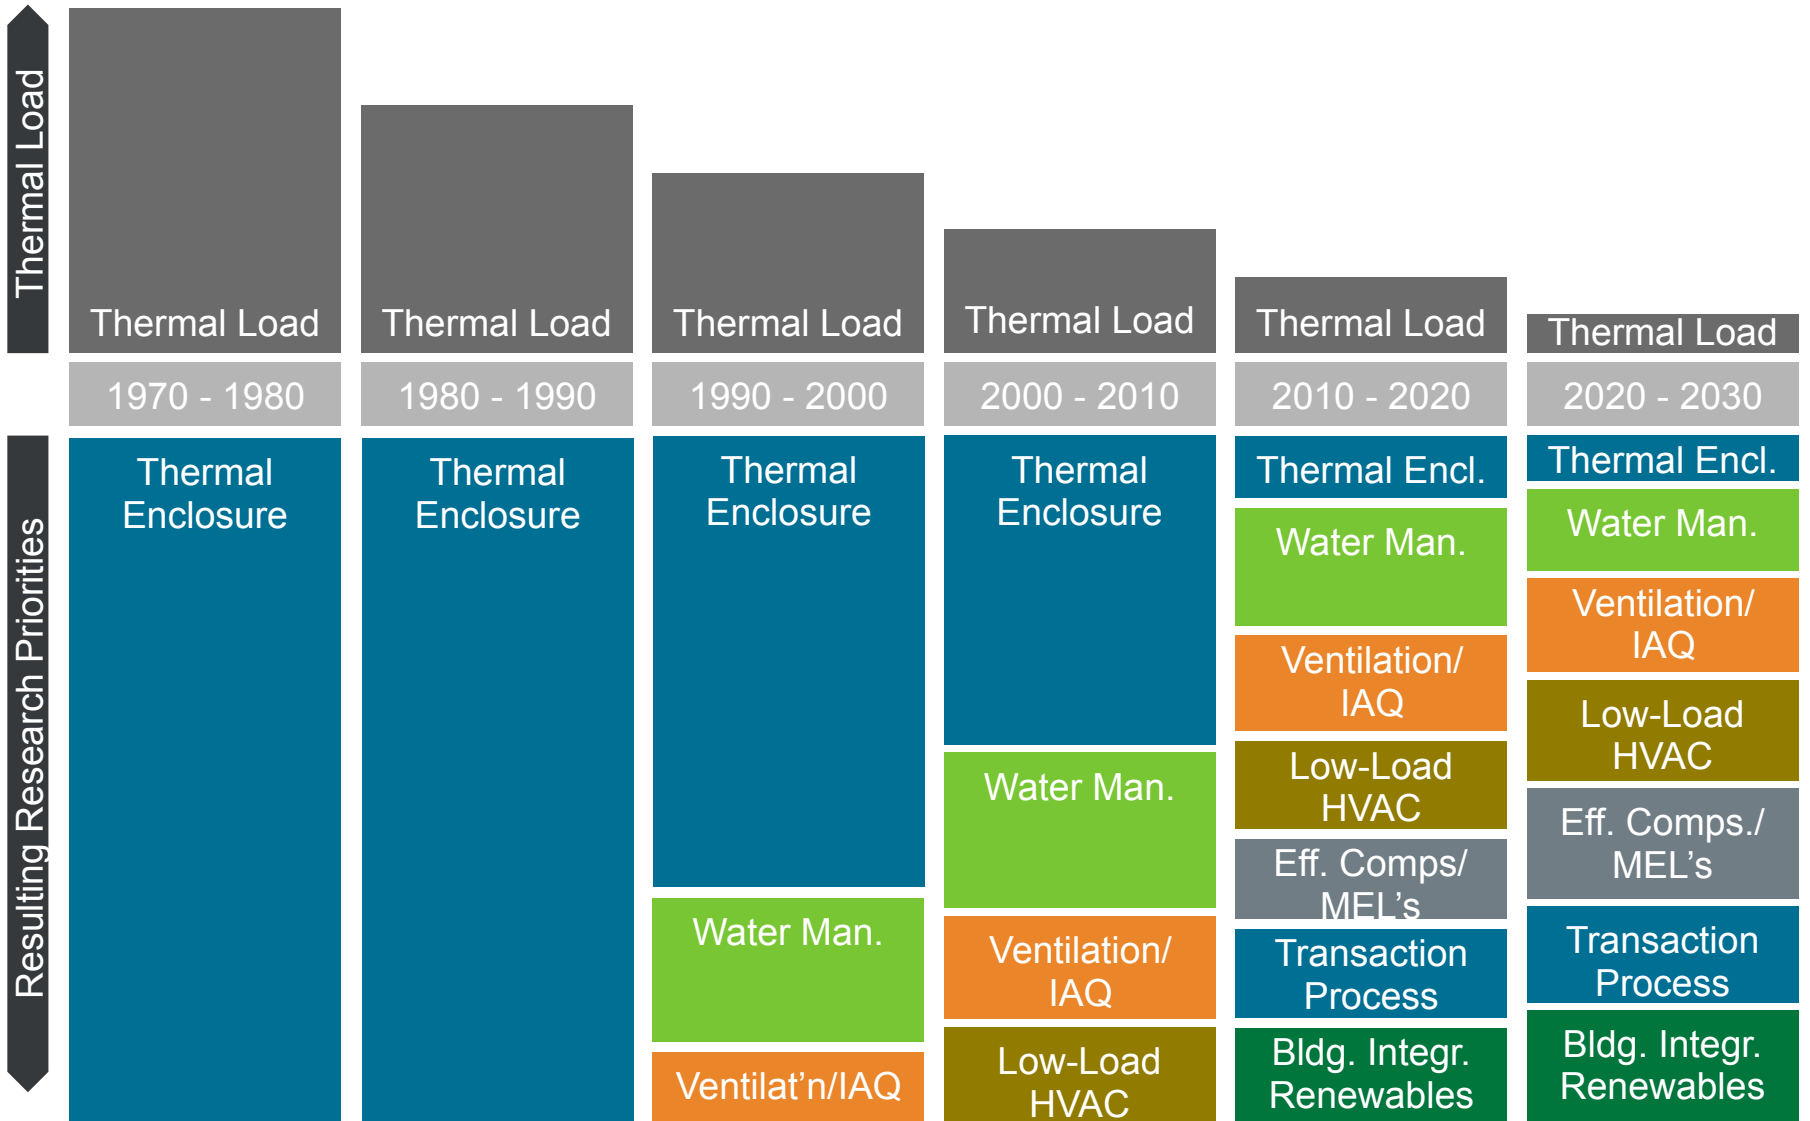 Thermal Load
Thermal Load
Thermal Load
Thermal Load
Thermal Load
Thermal Load
Thermal Load
1970 - 1980
1980 - 1990
1990 - 2000
2000 - 2010
2010 - 2020
2020 - 2030
Resulting Research Priorities
Thermal
Enclosure
Thermal
Enclosure
Thermal
Enclosure
Water Man.
Ventilat’n/IAQ
Thermal
Enclosure
Water Man.
Ventilation/
IAQ
Low-Load
HVAC
Thermal Encl.
Water Man.
Ventilation/
IAQ
Low-Load
HVAC
Eff. Comps/
MEL’s
Transaction
Process
Bldg. Integr.
Renewables
Thermal Encl.
Water Man.
Ventilation/
IAQ
Low-Load
HVAC
Eff. Comps./
MEL’s
Transaction
Process
Bldg. Integr.
Renewables